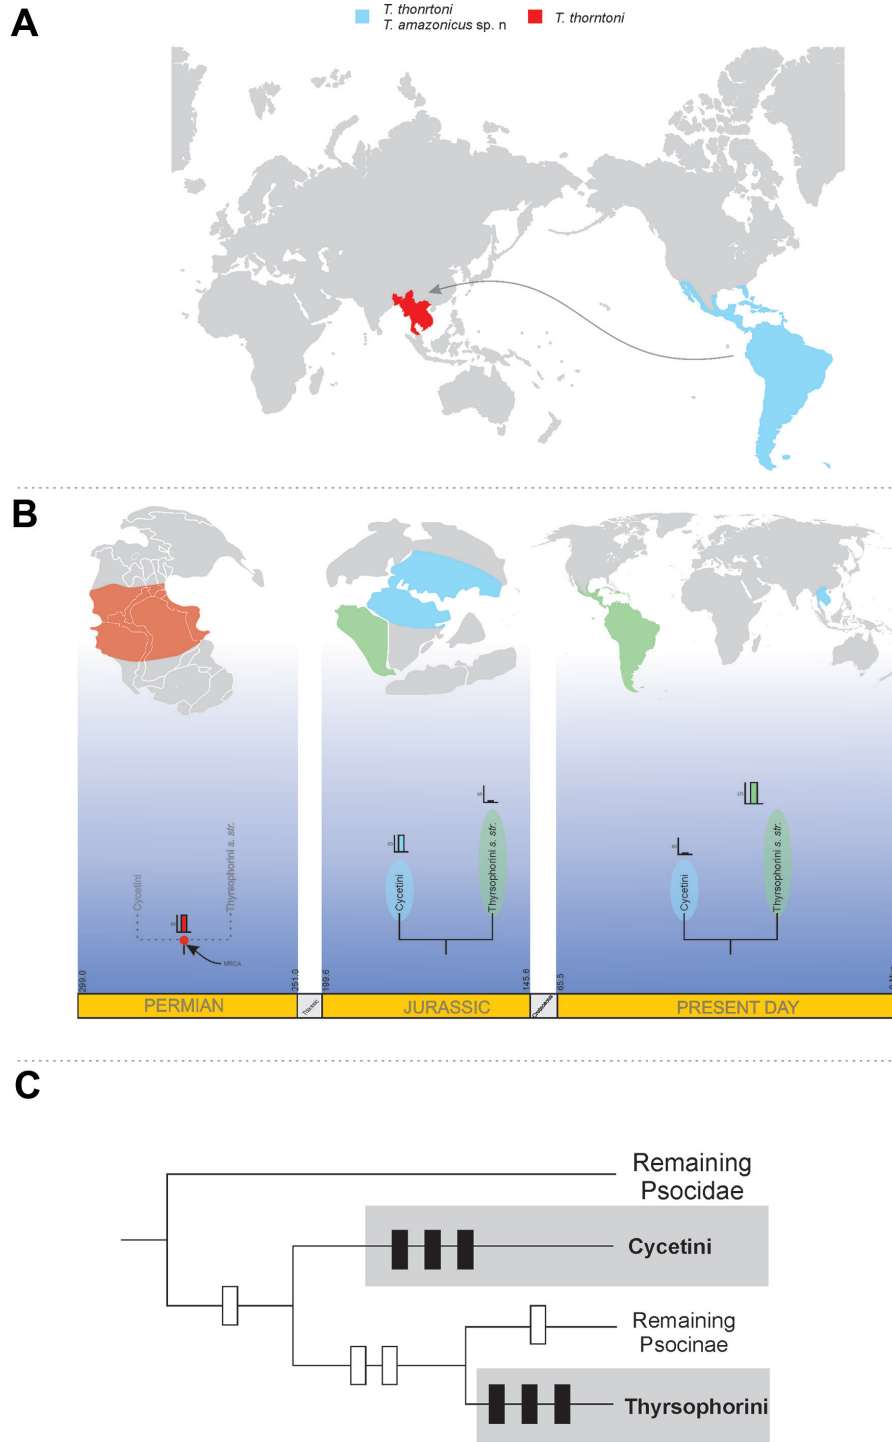 A
T. thonrtoni
T. amazonicus sp. n
T. thorntoni
B
S
S
S
S
S
Cycetini
Thyrsophorini s. str.
MRCA
Cycetini
Thyrsophorini s. str.
Cycetini
Thyrsophorini s. str.
299.0
251.0
199.6
145.6
65.5
PERMIAN
Triassic
JURASSIC
Cretaceous
PRESENT DAY
C
Remaining
Psocidae
Cycetini
Remaining
Psocinae
Thyrsophorini